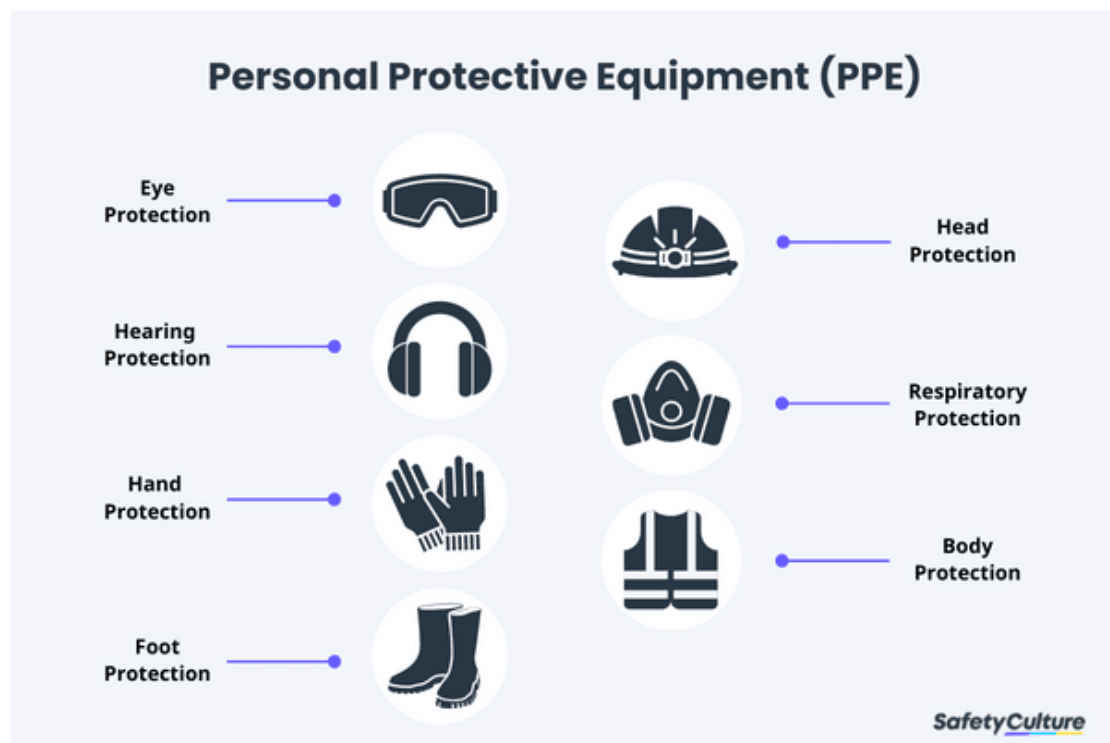 Personal Protective Equipment (PPE)
Eye
Protection
Hearing
Protection
Hand
Protection
Foot
Protection
Head
Protection
Respiratory
Protection
Body
Protection
SafetyCulture